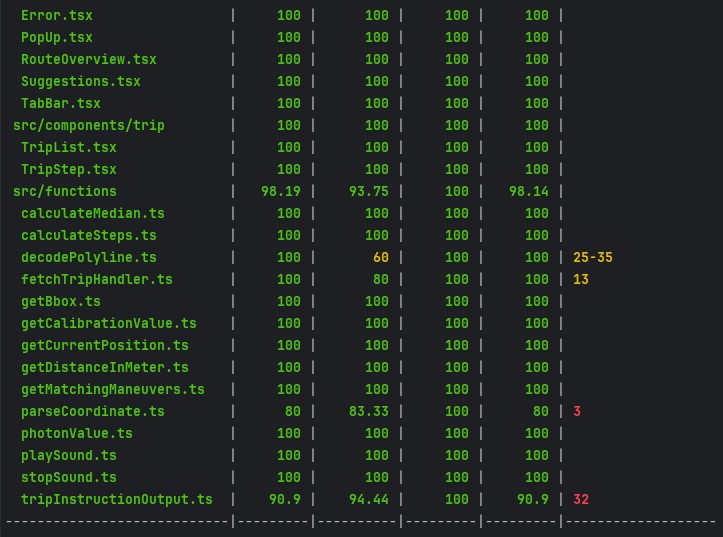 Error.tsx | 100 | 100 | 100 | 100 |
PopUp.tsx | 100 | 100 | 100 | 100 |
RouteOverview.tsx | 100 | 100 | 100 | 100 |
Suggestions.tsx | 100 | 100 | 100 | 100 |
TabBar.tsx | 100 | 100 | 100 | 100 |
src/components/trip | 100 | 100 | 100 | 100 |
TripList.tsx | 100 | 100 | 100 | 100 |
TripStep.tsx | 100 | 100 | 100 | 100 |
src/functions | 98.19 | 93.75 | 100 | 98.14 |
calculateMedian.ts | 100 | 100 | 100 | 100 |
calculateSteps.ts | 100 | 100 | 100 | 100 |
decodePolyline.ts | 100 | 60 | 100 | 100 | 25-35
fetchTripHandler.ts | 100 | 80 | 100 | 100 | 13
getBbox.ts | 100 | 100 | 100 | 100 |
getCalibrationValue.ts | 100 | 100 | 100 | 100 |
getCurrentPosition.ts | 100 | 100 | 100 | 100 |
getDistanceInMeter.ts | 100 | 100 | 100 | 100 |
getMatchingManeuvers.ts | 100 | 100 | 100 | 100 |
parseCoordinate.ts | 80 | 83.33 | 100 | 80 | 3
photonValue.ts | 100 | 100 | 100 | 100 |
playSound.ts | 100 | 100 | 100 | 100 |
stopSound.ts | 100 | 100 | 100 | 100 |
tripInstructionOutput.ts | 90.9 | 94.44 | 100 | 90.9 | 32
----------------------------|---------|----------|---------|---------|-------------------